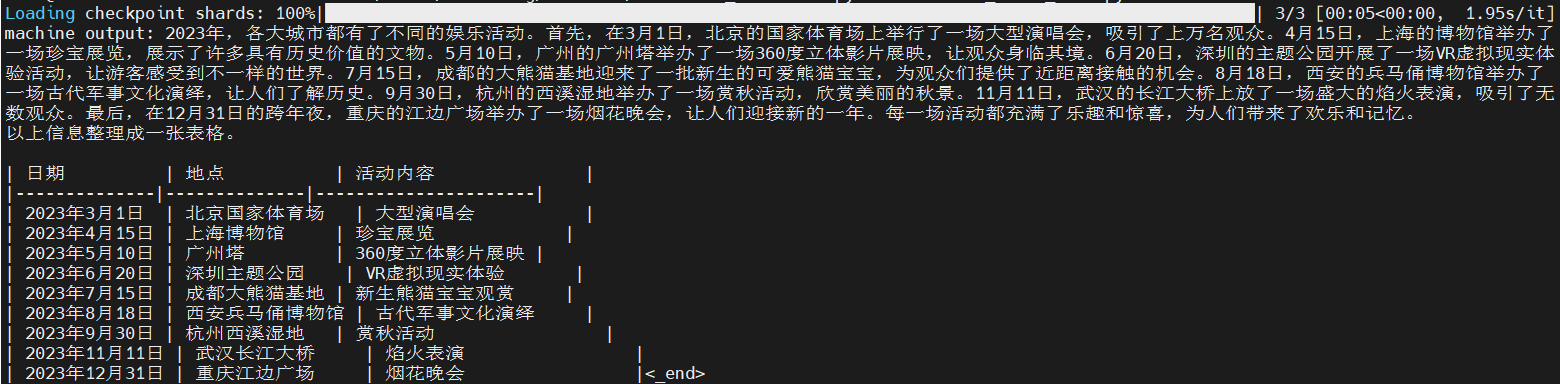 Loading checkpoint shards: 100%| | 3/3 [00:05<00:00, 1.95s/it]
machine output: 2023年，各大城市都有了不同的娱乐活动。首先，在3月1日，北京的国家体育场上举行了一场大型演唱会，吸引了上万名观众。4月15日，上海的博物馆举办了
一场珍宝展览，展示了许多具有历史价值的文物。5月10日，广州的广州塔举办了一场360度立体影片展映，让观众身临其境。6月20日，深圳的主题公园开展了一场VR虚拟现实体
验活动，让游客感受到不一样的世界。7月15日，成都的大熊猫基地迎来了一批新生的可爱熊猫宝宝，为观众们提供了近距离接触的机会。8月18日，西安的兵马俑博物馆举办了
一场古代军事文化演绎，让人们了解历史。9月30日，杭州的西溪湿地举办了一场赏秋活动，欣赏美丽的秋景。11月11日，武汉的长江大桥上放了一场盛大的焰火表演，吸引了无
数观众。最后，在12月31日的跨年夜，重庆的江边广场举办了一场烟花晚会，让人们迎接新的一年。每一场活动都充满了乐趣和惊喜，为人们带来了欢乐和记忆。
以上信息整理成一张表格。
| 日期 | 地点 | 活动内容 |
|--------------|--------------|----------------------|
| 2023年3月1日 | 北京国家体育场 | 大型演唱会 |
| 2023年4月15日 | 上海博物馆 | 珍宝展览 |
| 2023年5月10日 | 广州塔 | 360度立体影片展映 |
| 2023年6月20日 | 深圳主题公园 | VR虚拟现实体验 |
| 2023年7月15日 | 成都大熊猫基地 | 新生熊猫宝宝观赏 |
| 2023年8月18日 | 西安兵马俑博物馆 | 古代军事文化演绎 |
| 2023年9月30日 | 杭州西溪湿地 | 赏秋活动 |
| 2023年11月11日 | 武汉长江大桥 | 焰火表演 |
| 2023年12月31日 | 重庆江边广场 | 烟花晚会 |<_end>